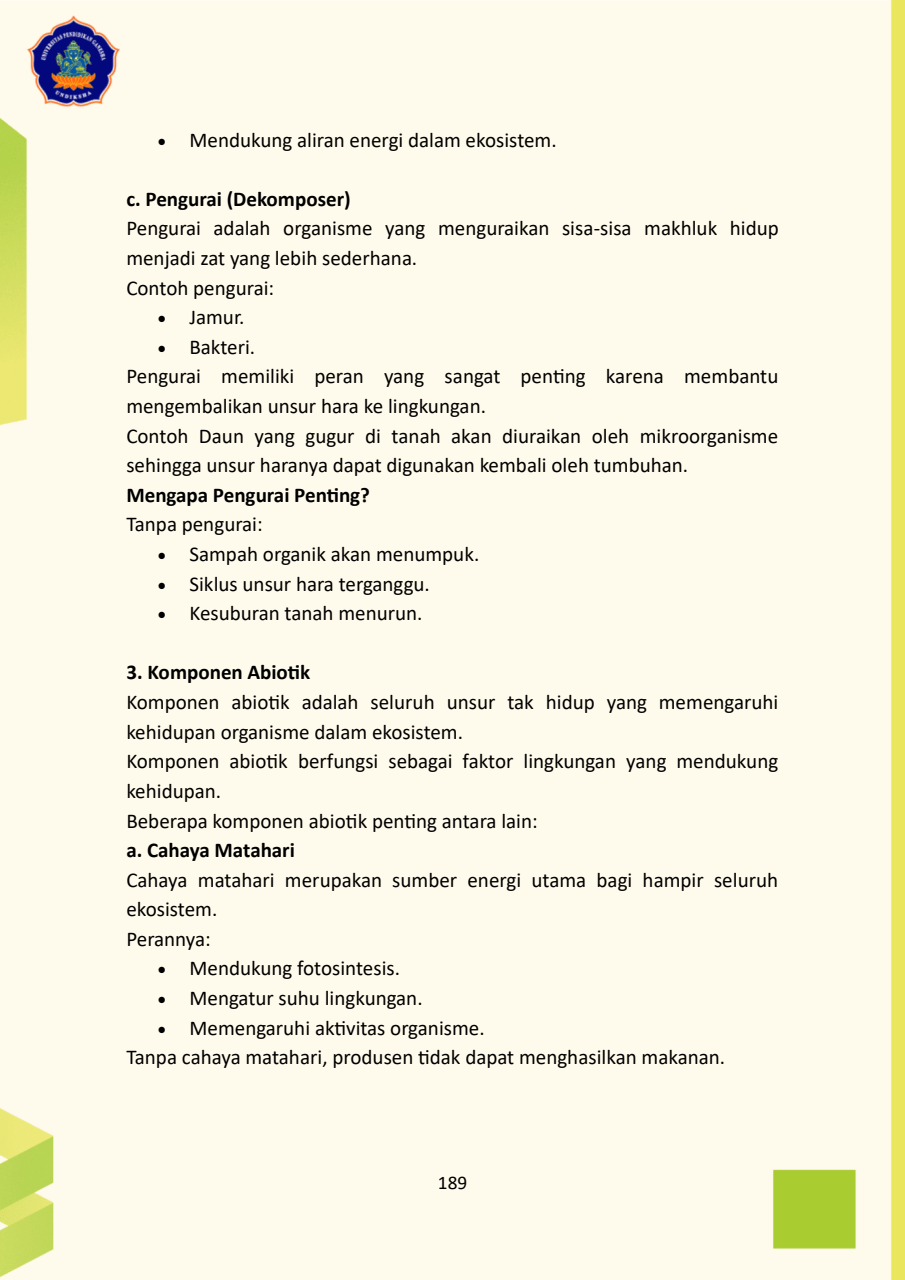 UNIVERSITAS PENDIDIKAN GANESHA
UNDIKSHA
• Mendukung aliran energi dalam ekosistem.
c. Pengurai (Dekomposer)
Pengurai adalah organisme yang menguraikan sisa-sisa makhluk hidup
menjadi zat yang lebih sederhana.
Contoh pengurai:
• Jamur.
• Bakteri.
Pengurai memiliki peran yang sangat penting karena membantu
mengembalikan unsur hara ke lingkungan.
Contoh Daun yang gugur di tanah akan diuraikan oleh mikroorganisme
sehingga unsur haranya dapat digunakan kembali oleh tumbuhan.
Mengapa Pengurai Penting?
Tanpa pengurai:
• Sampah organik akan menumpuk.
• Siklus unsur hara terganggu.
• Kesuburan tanah menurun.
3. Komponen Abiotik
Komponen abiotik adalah seluruh unsur tak hidup yang memengaruhi
kehidupan organisme dalam ekosistem.
Komponen abiotik berfungsi sebagai faktor lingkungan yang mendukung
kehidupan.
Beberapa komponen abiotik penting antara lain:
a. Cahaya Matahari
Cahaya matahari merupakan sumber energi utama bagi hampir seluruh
ekosistem.
Perannya:
• Mendukung fotosintesis.
• Mengatur suhu lingkungan.
• Memengaruhi aktivitas organisme.
Tanpa cahaya matahari, produsen tidak dapat menghasilkan makanan.
189